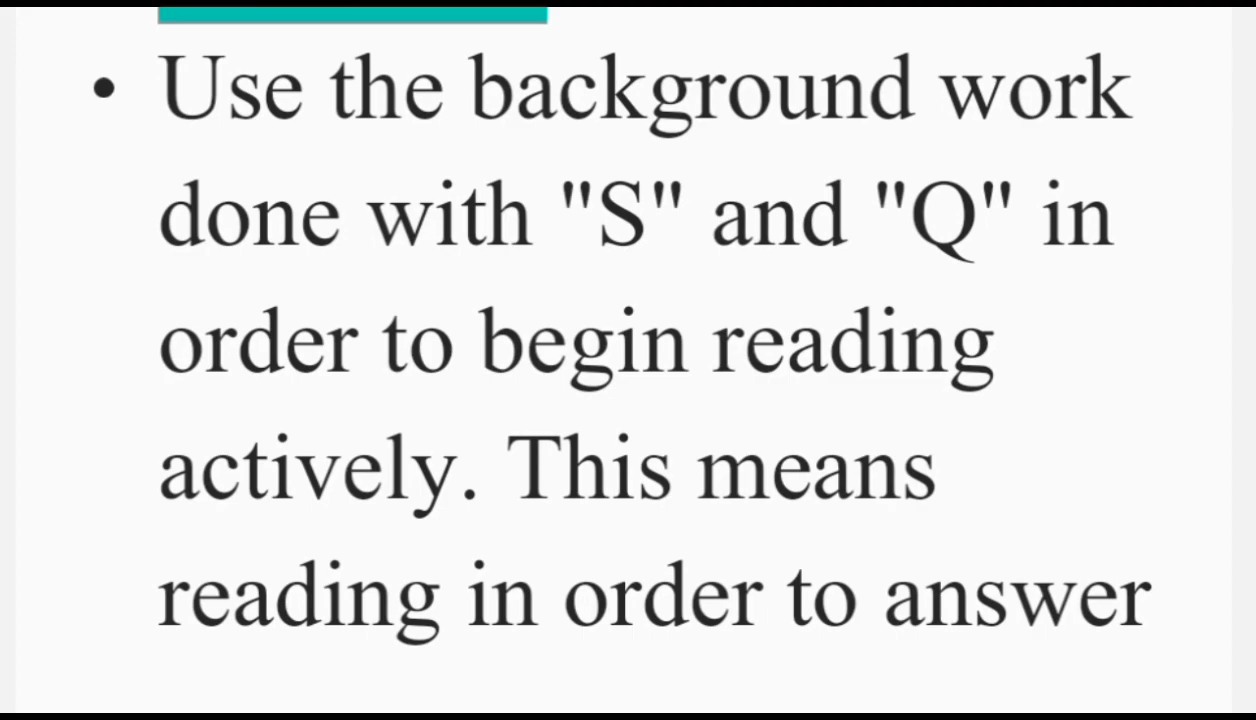 • Use the background work
done with "S" and "Q" in
order to begin reading
actively. This means
reading in order to answer